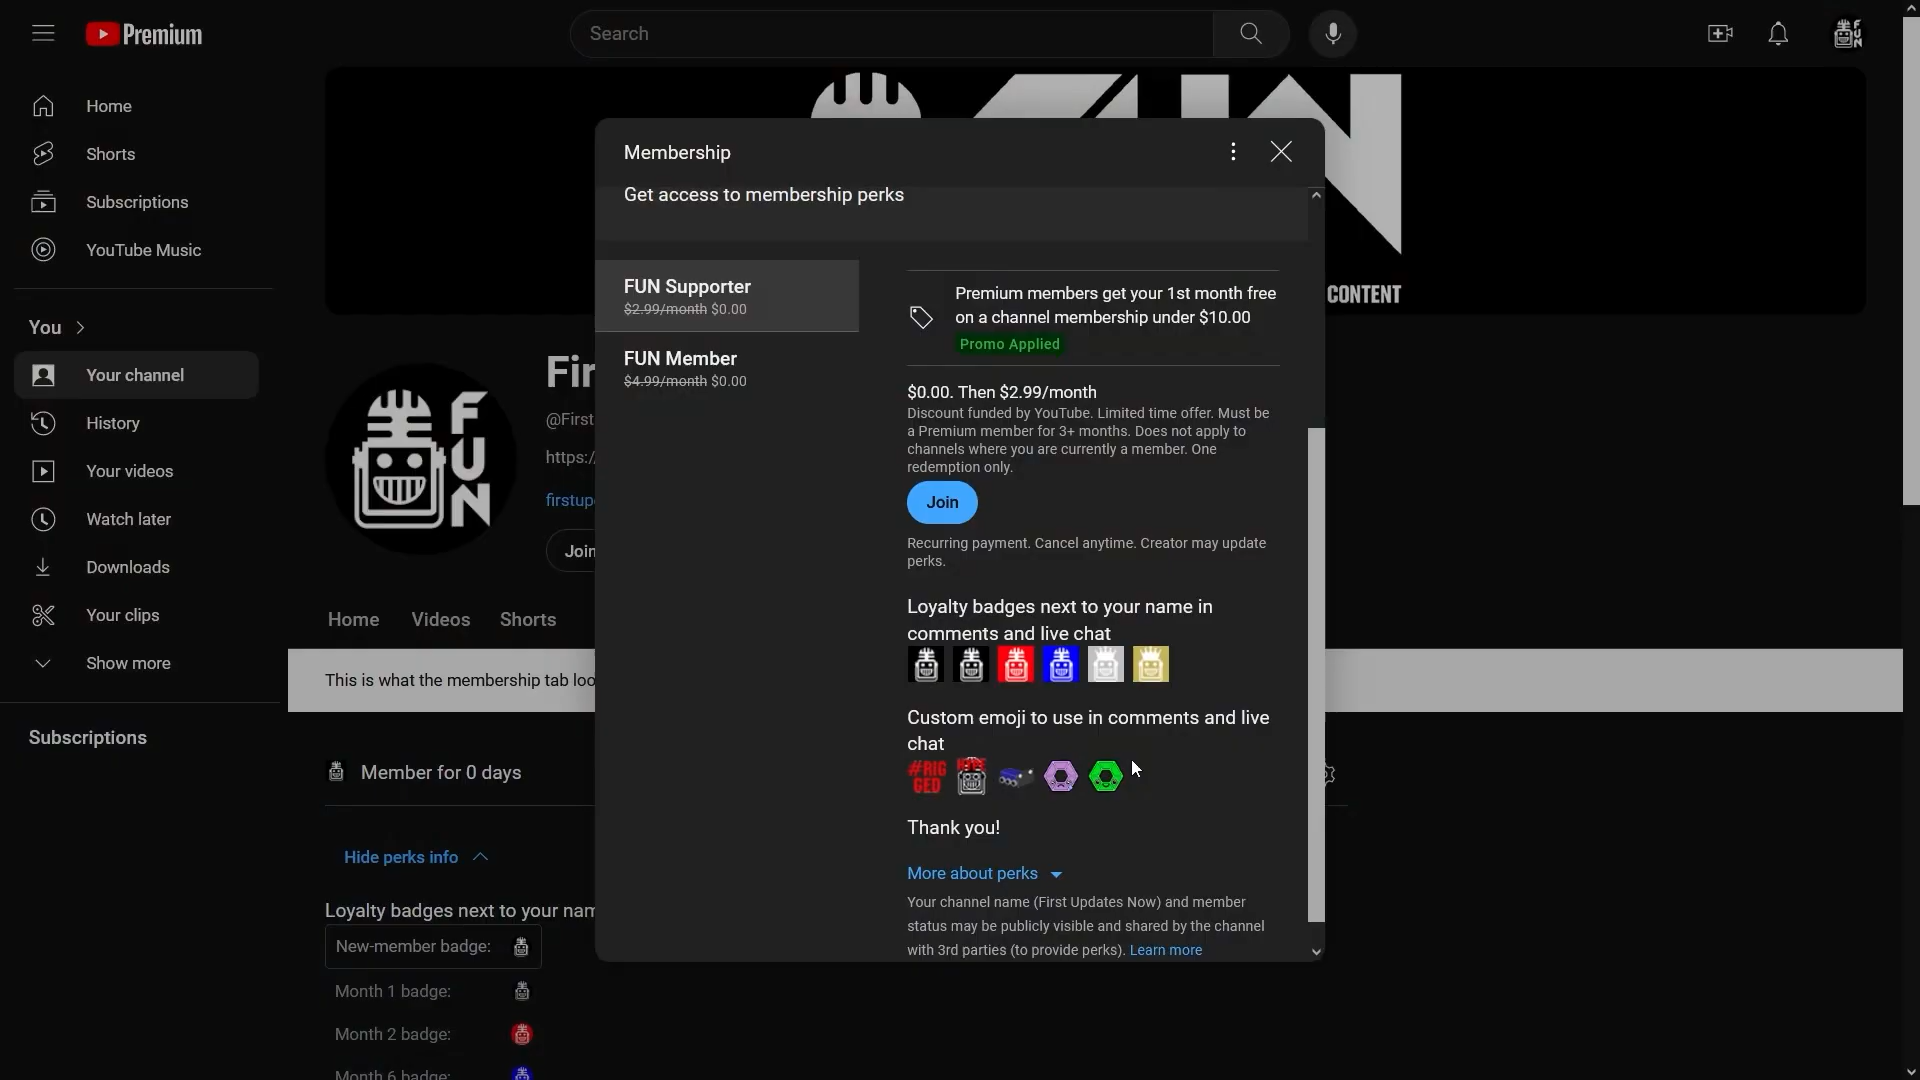 Premium
Search
FUN
Home
Shorts
Subscriptions
YouTube Music
You
Your channel
History
Your videos
Watch later
Downloads
Your clips
Show more
Subscriptions
CONTENT
FUN
Fir
@First
https:/
firstup
Join
Home
Videos
Shorts
This is what the membership tab loo
Member for 0 days
Hide perks info
Loyalty badges next to your nam
New-member badge:
Month 1 badge:
Month 2 badge:
Month 6 badge:
Membership
Get access to membership perks
FUN Supporter
$2.99/month $0.00
FUN Member
$4.99/month $0.00
Premium members get your 1st month free
on a channel membership under $10.00
Promo Applied
$0.00. Then $2.99/month
Discount funded by YouTube. Limited time offer. Must be
a Premium member for 3+ months. Does not apply to
channels where you are currently a member. One
redemption only.
Join
Recurring payment. Cancel anytime. Creator may update
perks.
Loyalty badges next to your name in
comments and live chat
Custom emoji to use in comments and live
chat
#RIG
GED
Thank you!
More about perks
Your channel name (First Updates Now) and member
status may be publicly visible and shared by the channel
with 3rd parties (to provide perks). Learn more